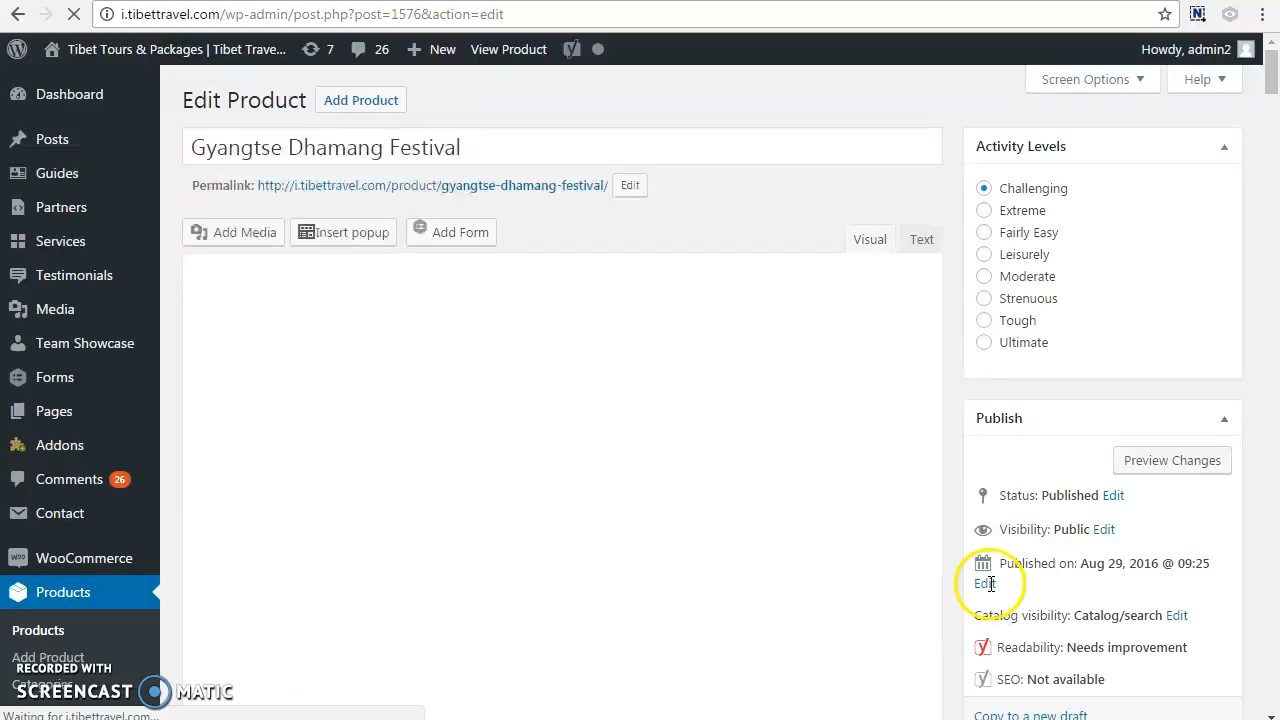 i.tibettravel.com/wp-admin/post.php?post=1576&action=edit
Tibet Tours & Packages | Tibet Trave... 7 26 New View Product Howdy, admin2
Screen Options Help
Dashboard
Posts
Guides
Partners
Services
Testimonials
Media
Team Showcase
Forms
Pages
Addons
Comments 26
Contact
WooCommerce
Products
Products
Add Product
Categories
Edit Product Add Product
Gyangtse Dhamang Festival
Permalink: http://i.tibettravel.com/product/gyangtse-dhamang-festival/ Edit
Add Media Insert popup Add Form
Visual Text
Activity Levels
Challenging
Extreme
Fairly Easy
Leisurely
Moderate
Strenuous
Tough
Ultimate
Publish
Preview Changes
Status: Published Edit
Visibility: Public Edit
Published on: Aug 29, 2016 @ 09:25
Edit
Catalog visibility: Catalog/search Edit
Readability: Needs improvement
SEO: Not available
Copy to a new draft
RECORDED WITH
SCREENCAST MATIC
Waiting for i.tibettravel.com...